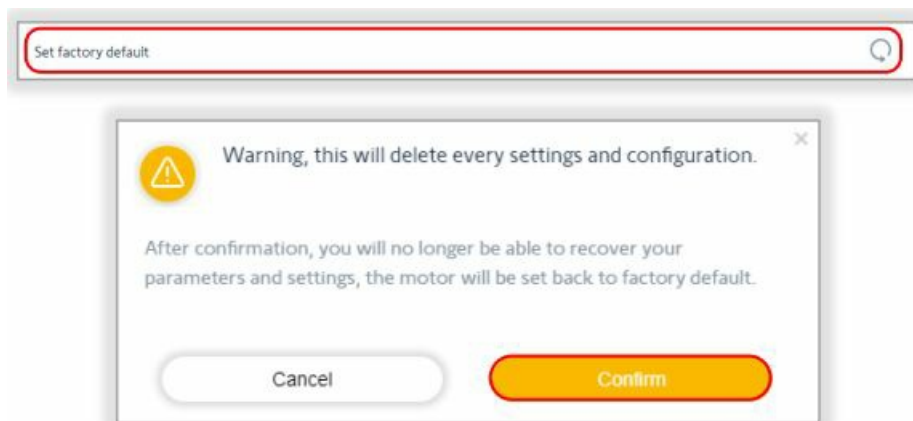 Set factory default
Warning, this will delete every settings and configuration.
After confirmation, you will no longer be able to recover your
parameters and settings, the motor will be set back to factory default.
Cancel
Confirm